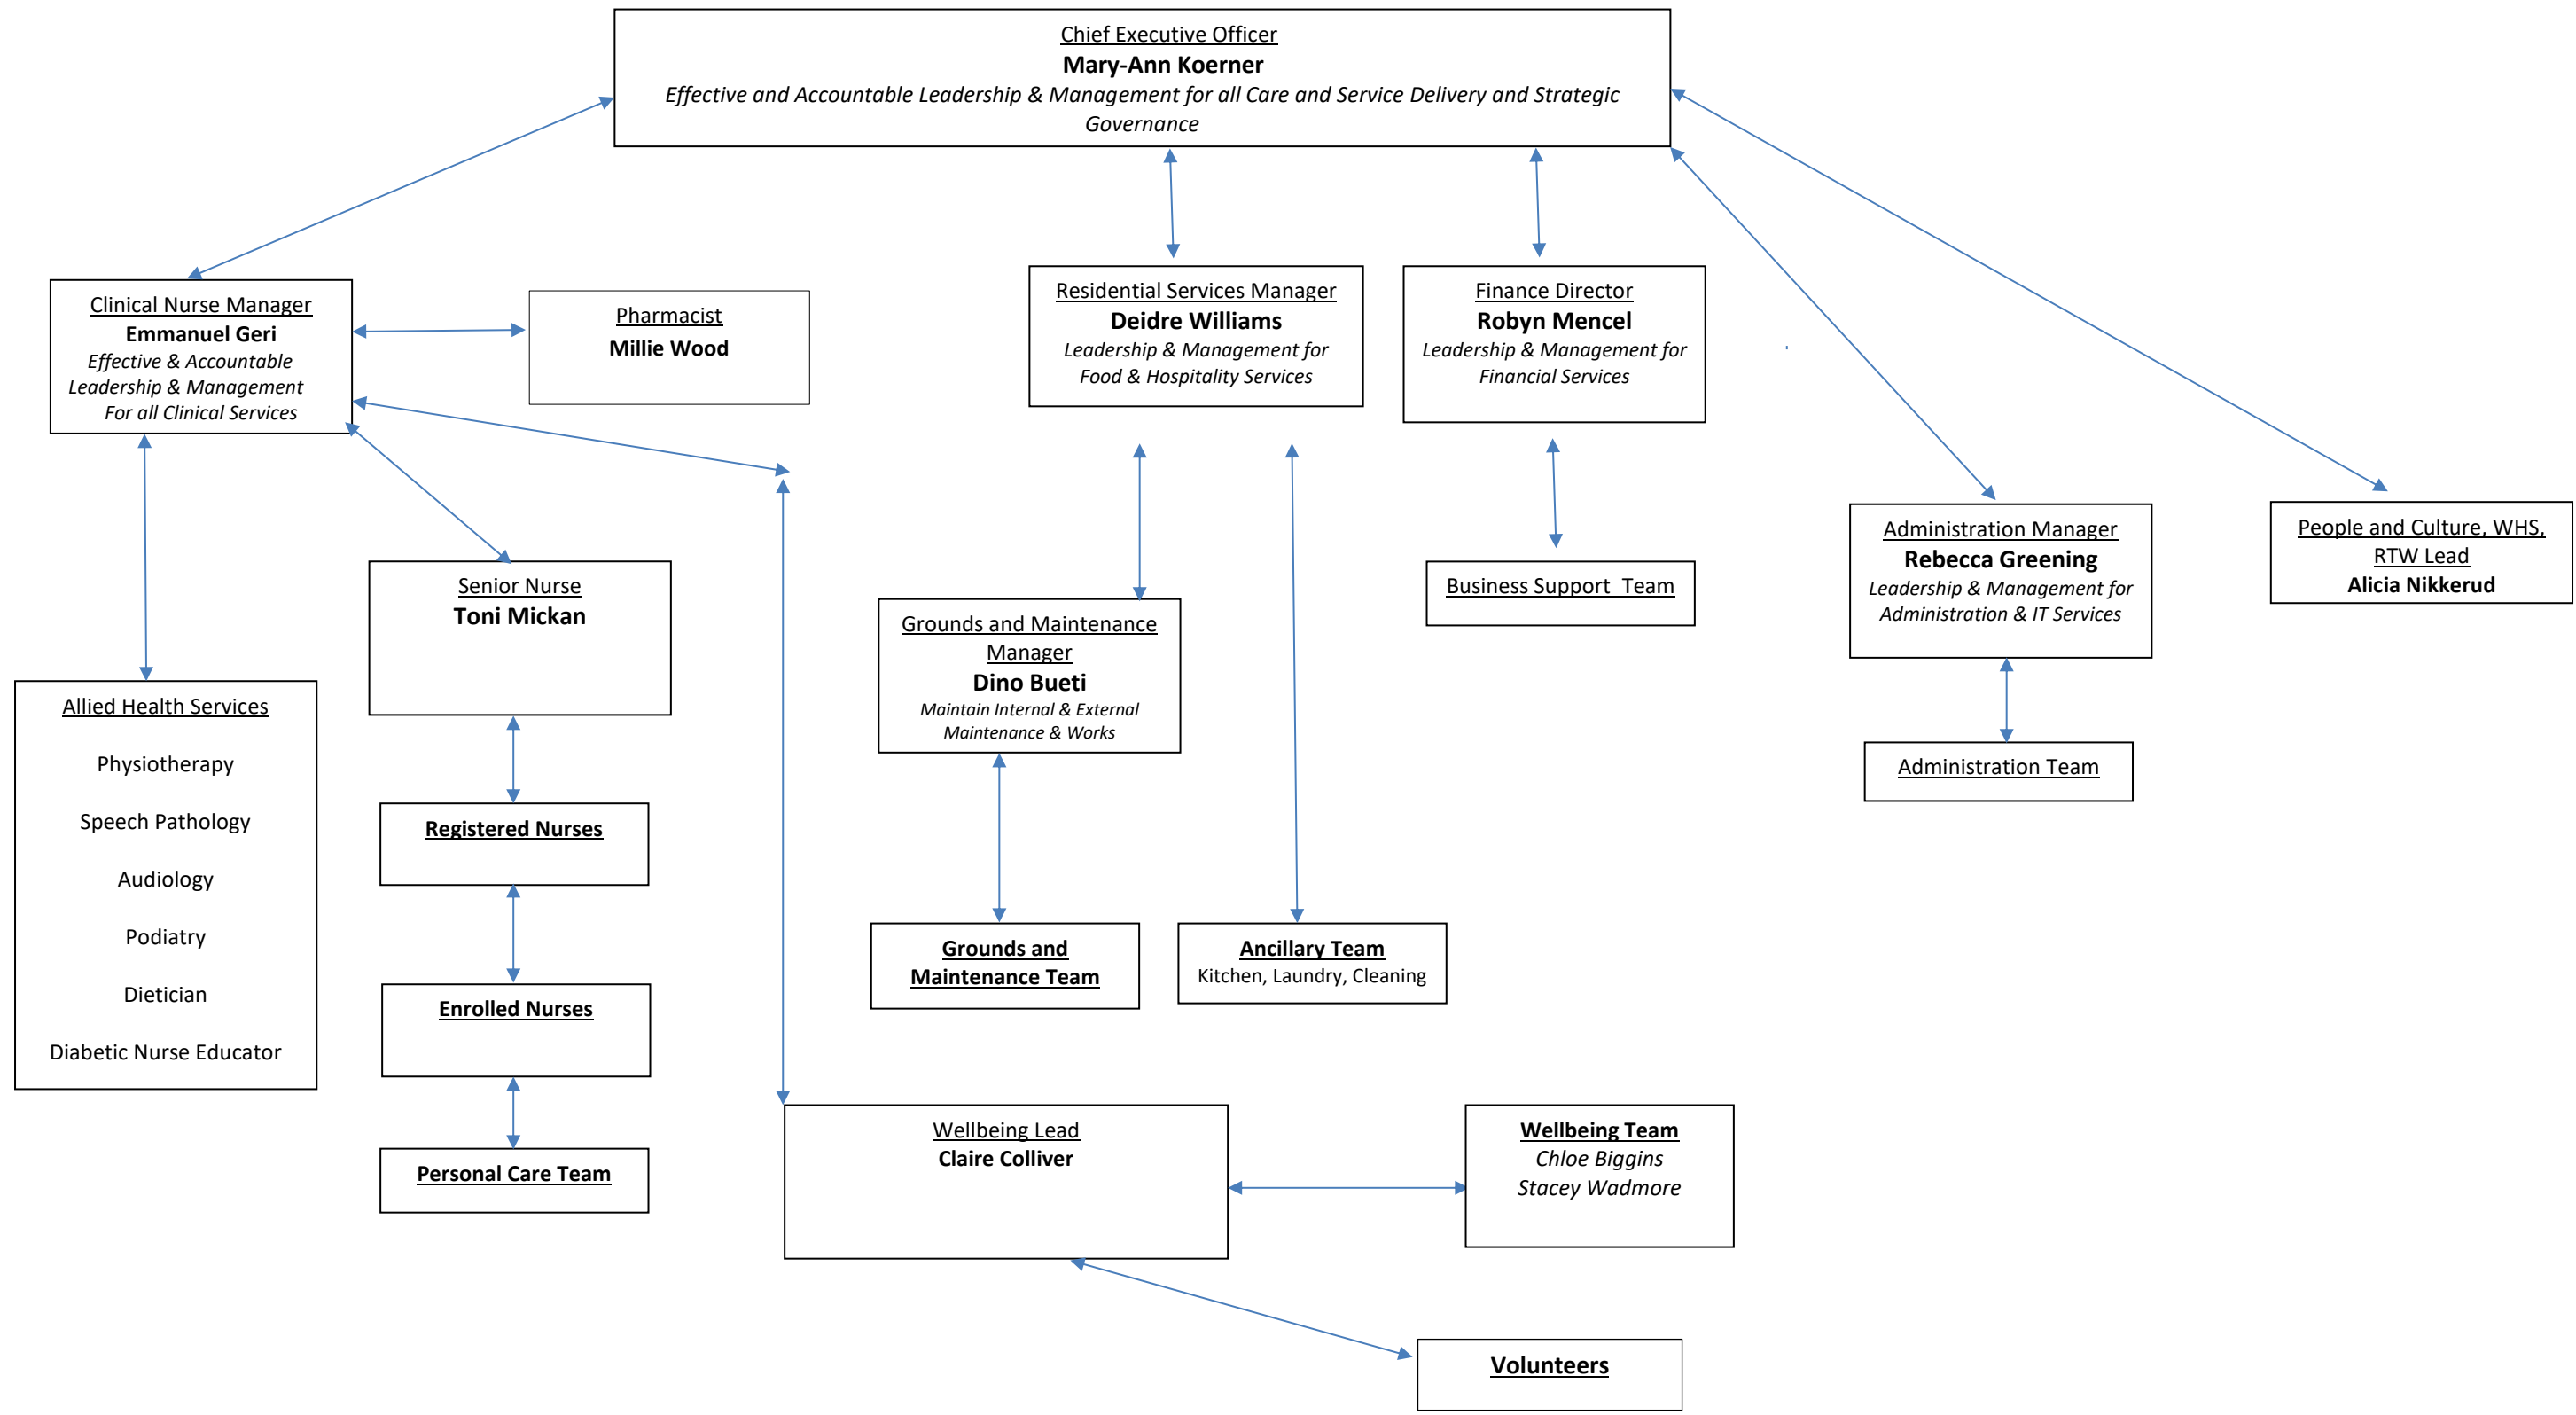 Chief Executive Officer
Mary-Ann Koerner
Effective and Accountable Leadership & Management for all Care and Service Delivery and Strategic
Governance
Clinical Nurse Manager
Emmanuel Geri
Effective & Accountable
Leadership & Management
For all Clinical Services
Pharmacist
Millie Wood
Residential Services Manager
Deidre Williams
Leadership & Management for
Food & Hospitality Services
Finance Director
Robyn Mencel
Leadership & Management for
Financial Services
Administration Manager
Rebecca Greening
Leadership & Management for
Administration & IT Services
People and Culture, WHS,
RTW Lead
Alicia Nikkerud
Senior Nurse
Toni Mickan
Business Support  Team
Grounds and Maintenance
Manager
Dino Bueti
Maintain Internal & External
Maintenance & Works
Allied Health Services
Physiotherapy
Speech Pathology
Audiology
Podiatry
Dietician
Diabetic Nurse Educator
Administration Team
Registered Nurses
Grounds and
Maintenance Team
Ancillary Team
Kitchen, Laundry, Cleaning
Enrolled Nurses
Personal Care Team
Wellbeing Lead
Claire Colliver
Wellbeing Team
Chloe Biggins
Stacey Wadmore
Volunteers